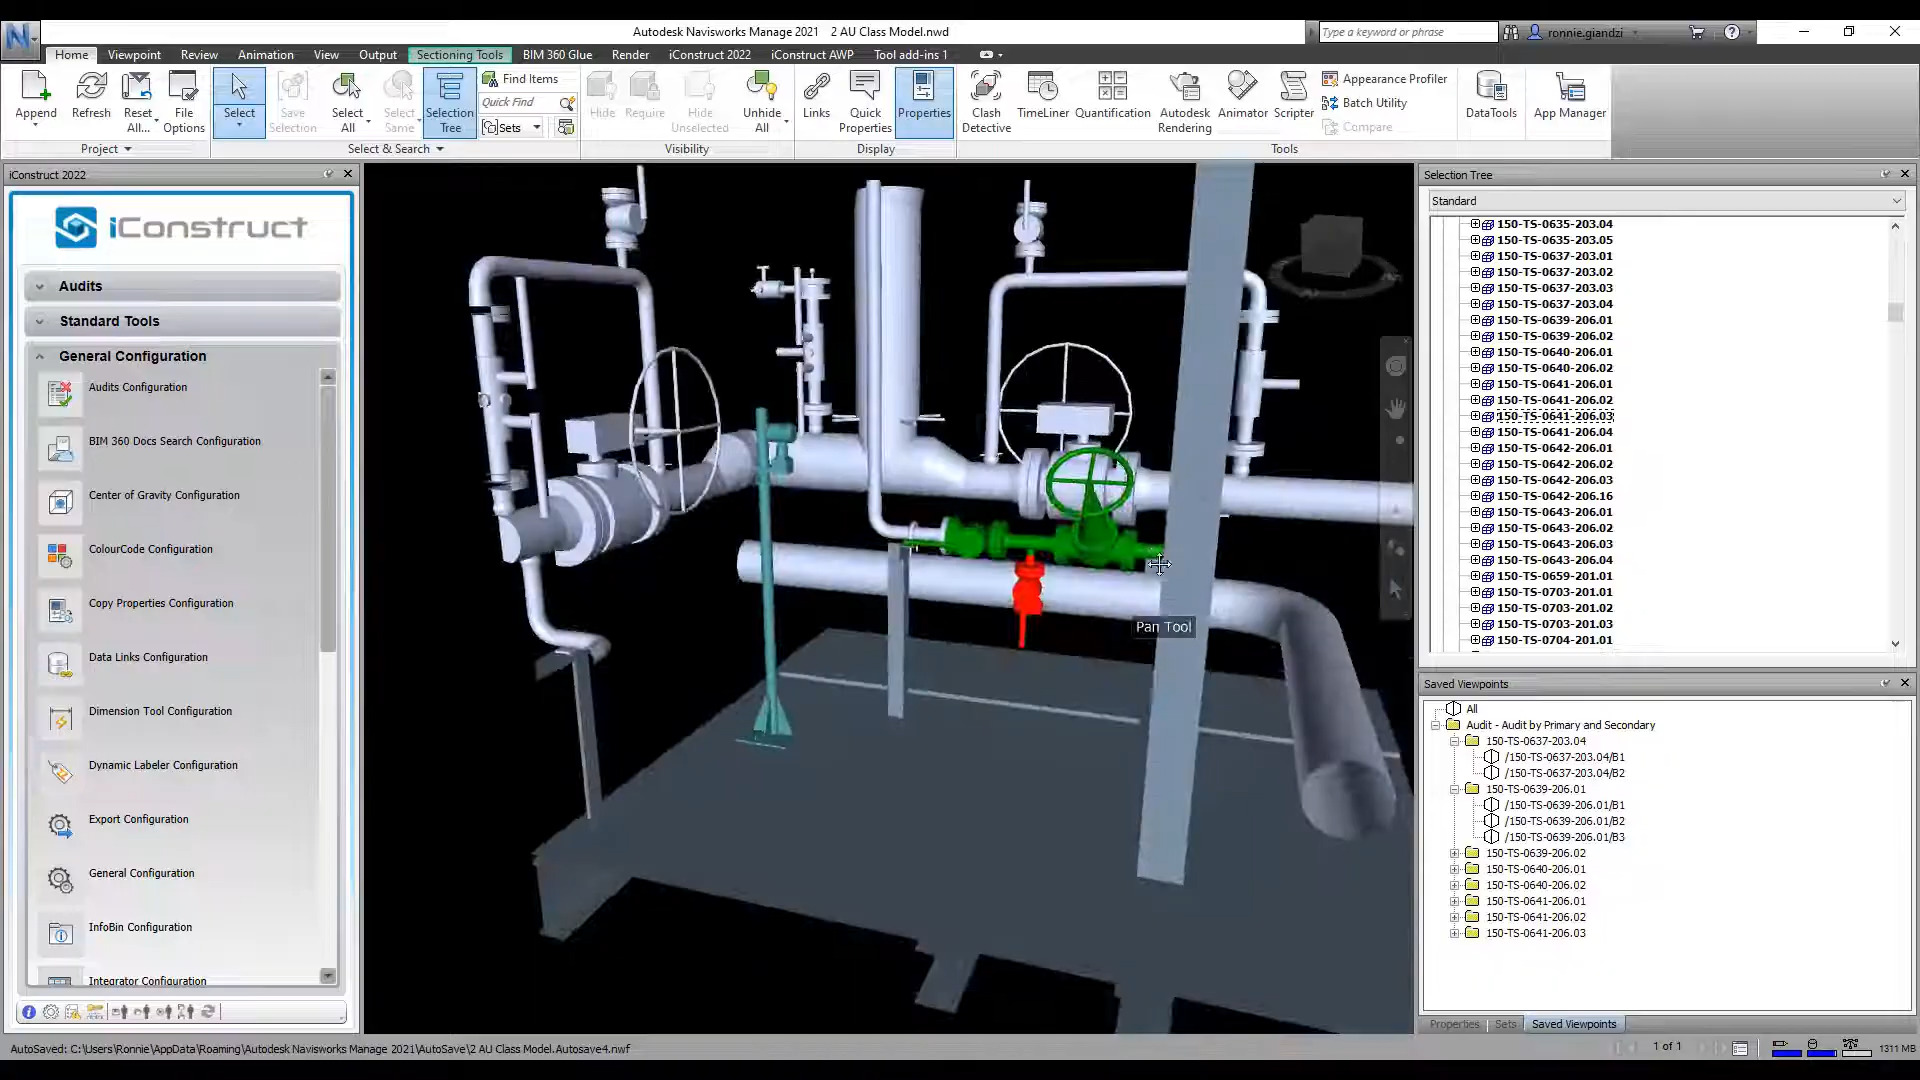 Autodesk Navisworks Manage 2021 2 AU Class Model.nwd
Type a keyword or phrase
ronnie.giandzi
Home Viewpoint Review Animation View Output Sectioning Tools BIM 360 Glue Render iConstruct 2022 iConstruct AWP Tool add-ins 1
Append
Refresh
Reset All...
File Options
Project
Select
Save Selection
Select All
Select Same
Selection Tree
Find Items
Quick Find
Sets
Select & Search
Hide
Require
Hide Unselected
Unhide All
Visibility
Links
Quick Properties
Properties
Display
Clash Detective
TimeLiner
Quantification
Autodesk Rendering
Animator
Scripter
Appearance Profiler
Batch Utility
Compare
DataTools
App Manager
Tools
iConstruct 2022
iConstruct
Audits
Standard Tools
General Configuration
Audits Configuration
BIM 360 Docs Search Configuration
Center of Gravity Configuration
ColourCode Configuration
Copy Properties Configuration
Data Links Configuration
Dimension Tool Configuration
Dynamic Labeler Configuration
Export Configuration
General Configuration
InfoBin Configuration
Integrator Configuration
Pan Tool
Selection Tree
Standard
150-TS-0635-203.04
150-TS-0635-203.05
150-TS-0637-203.01
150-TS-0637-203.02
150-TS-0637-203.03
150-TS-0637-203.04
150-TS-0639-206.01
150-TS-0639-206.02
150-TS-0640-206.01
150-TS-0640-206.02
150-TS-0641-206.01
150-TS-0641-206.02
150-TS-0641-206.03
150-TS-0641-206.04
150-TS-0642-206.01
150-TS-0642-206.02
150-TS-0642-206.03
150-TS-0642-206.16
150-TS-0643-206.01
150-TS-0643-206.02
150-TS-0643-206.03
150-TS-0643-206.04
150-TS-0659-201.01
150-TS-0703-201.01
150-TS-0703-201.02
150-TS-0703-201.03
150-TS-0704-201.01
Saved Viewpoints
All
Audit - Audit by Primary and Secondary
150-TS-0637-203.04
/150-TS-0637-203.04/B1
/150-TS-0637-203.04/B2
150-TS-0639-206.01
/150-TS-0639-206.01/B1
/150-TS-0639-206.01/B2
/150-TS-0639-206.01/B3
150-TS-0639-206.02
150-TS-0640-206.01
150-TS-0640-206.02
150-TS-0641-206.01
150-TS-0641-206.02
150-TS-0641-206.03
Properties Sets Saved Viewpoints
AutoSaved: C:\Users\Ronnie\AppData\Roaming\Autodesk Navisworks Manage 2021\AutoSave\2 AU Class Model.Autosave4.nwf
1 of 1
1311 MB